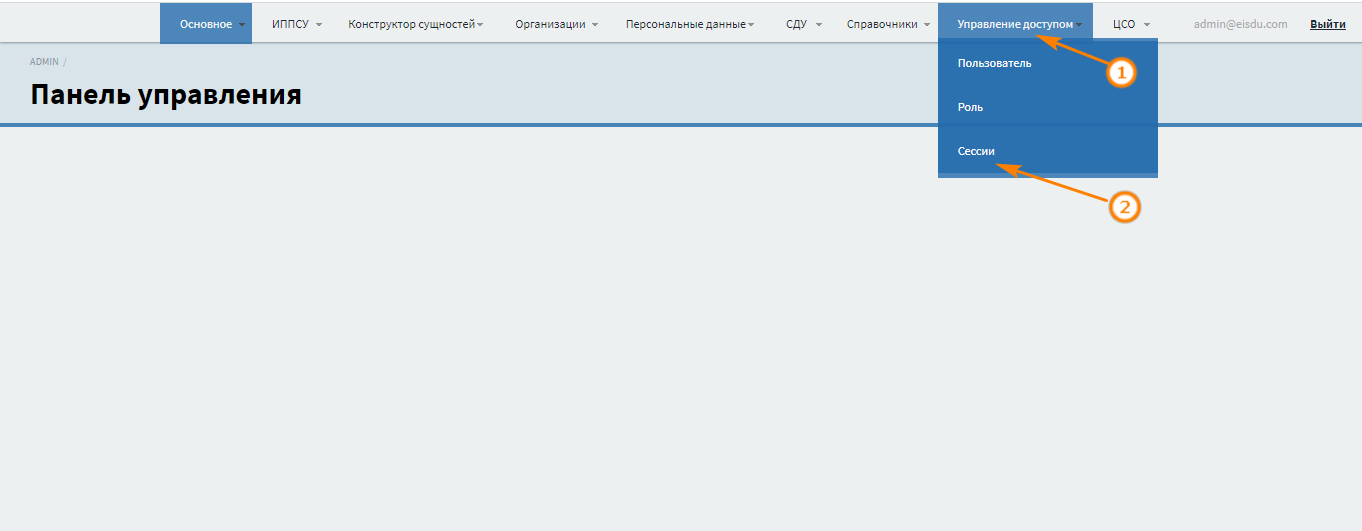 Основное ИППСУ Конструктор сущностей Организации Персональные данные СДУ Справочники Управление доступом ЦСО admin@eisdu.com Выйти
ADMIN /
Панель управления
Пользователь
1
Роль
Сессии
2